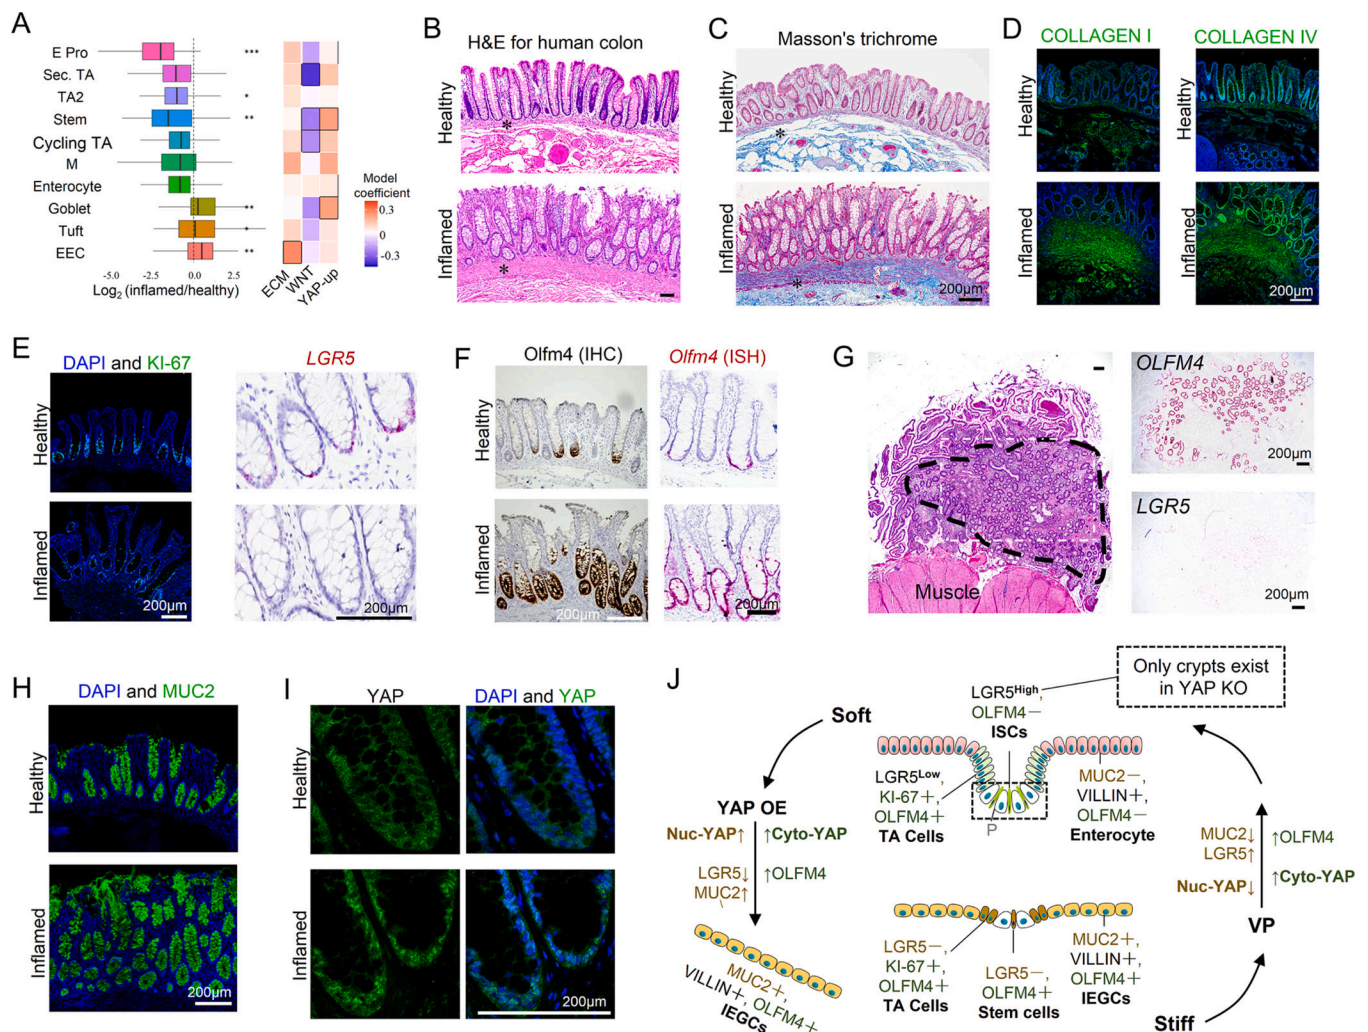 A
E Pro
***
Sec. TA
TA2
*
Stem
**
Cycling TA
M
Enterocyte
Goblet
**
Tuft
*
EEC
**
-5.0 -2.5 0.0 2.5
Log2 (inflamed/healthy)
ECM
WNT
YAP-up
Model
coefficient
0.3
0
-0.3
B
H&E for human colon
Healthy
*
Inflamed
*
C
Masson's trichrome
Healthy
*
Inflamed
*
200μm
D
COLLAGEN I COLLAGEN IV
Healthy
Inflamed
200μm
E
DAPI and KI-67
LGR5
Healthy
Inflamed
200μm
200μm
F
Olfm4 (IHC)
Olfm4 (ISH)
Healthy
Inflamed
200μm
200μm
G
Muscle
OLFM4
200μm
LGR5
200μm
H
DAPI and MUC2
Healthy
Inflamed
200μm
I
YAP
DAPI and YAP
Healthy
Inflamed
200μm
J
Only crypts exist
in YAP KO
LGR5High,
OLFM4−
ISCs
Soft
LGR5Low,
KI-67+,
OLFM4+
TA Cells
P
MUC2−,
VILLIN+,
OLFM4−
Enterocyte
YAP OE
Nuc-YAP↑ ↑Cyto-YAP
LGR5↓ ↑OLFM4
MUC2↑
MUC2+,
VILLIN+, OLFM4+
IEGCs
LGR5−,
KI-67+,
OLFM4+
TA Cells
LGR5−,
OLFM4+
Stem cells
MUC2+,
VILLIN+,
OLFM4+
IEGCs
MUC2↓ ↑OLFM4
LGR5↑
Nuc-YAP↓ ↑Cyto-YAP
VP
Stiff